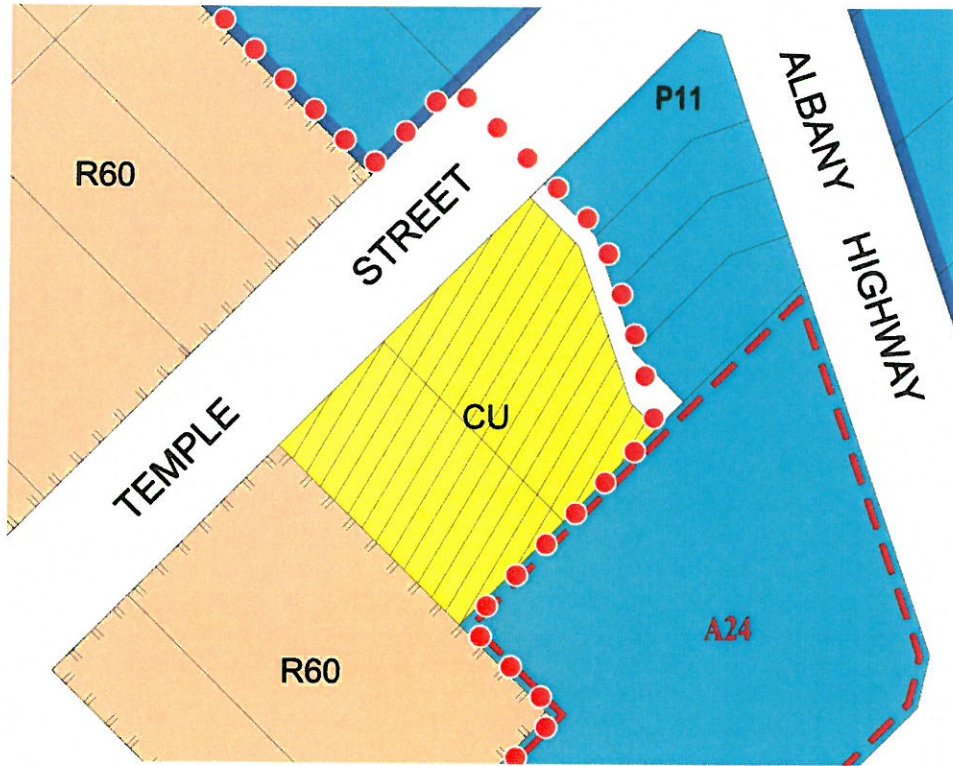 P11
ALBANY HIGHWAY
R60
TEMPLE STREET
CU
A24
R60